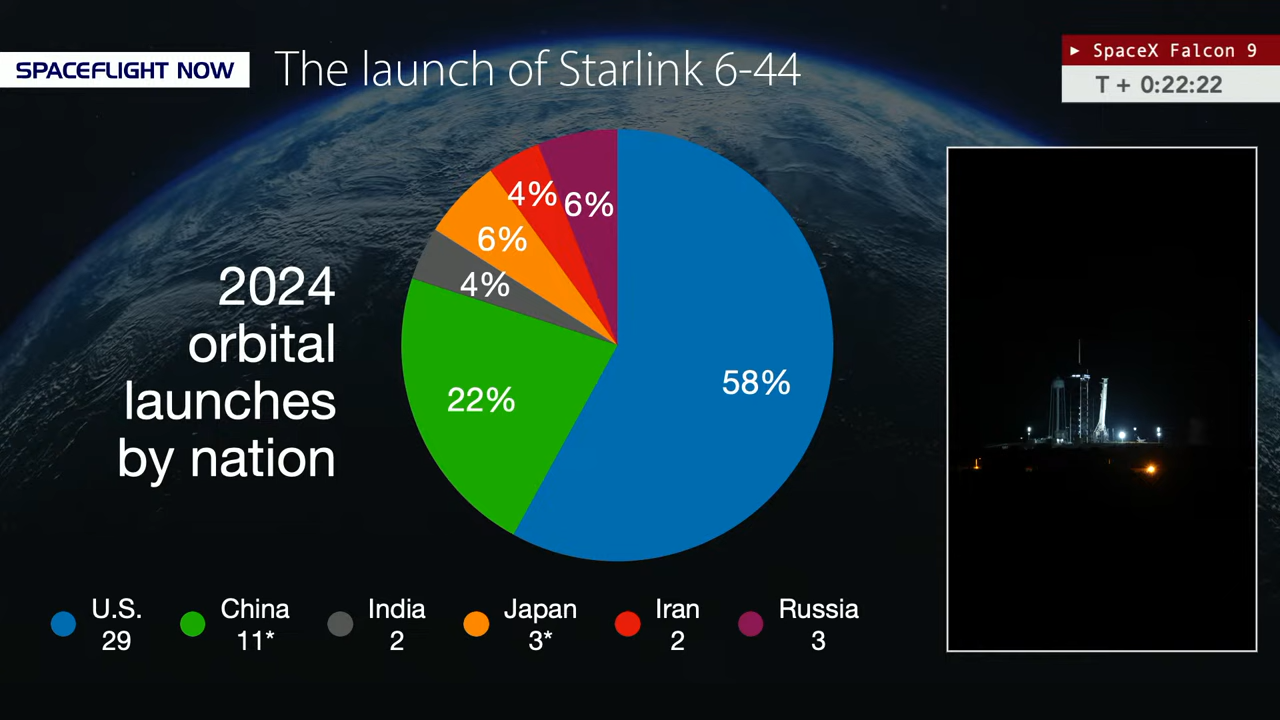 SPACEFLIGHT NOW
The launch of Starlink 6-44
▶ SpaceX Falcon 9
T + 0:22:22
2024
orbital
launches
by nation
4%
6%
6%
4%
58%
22%
U.S.
29
China
11*
India
2
Japan
3*
Iran
2
Russia
3